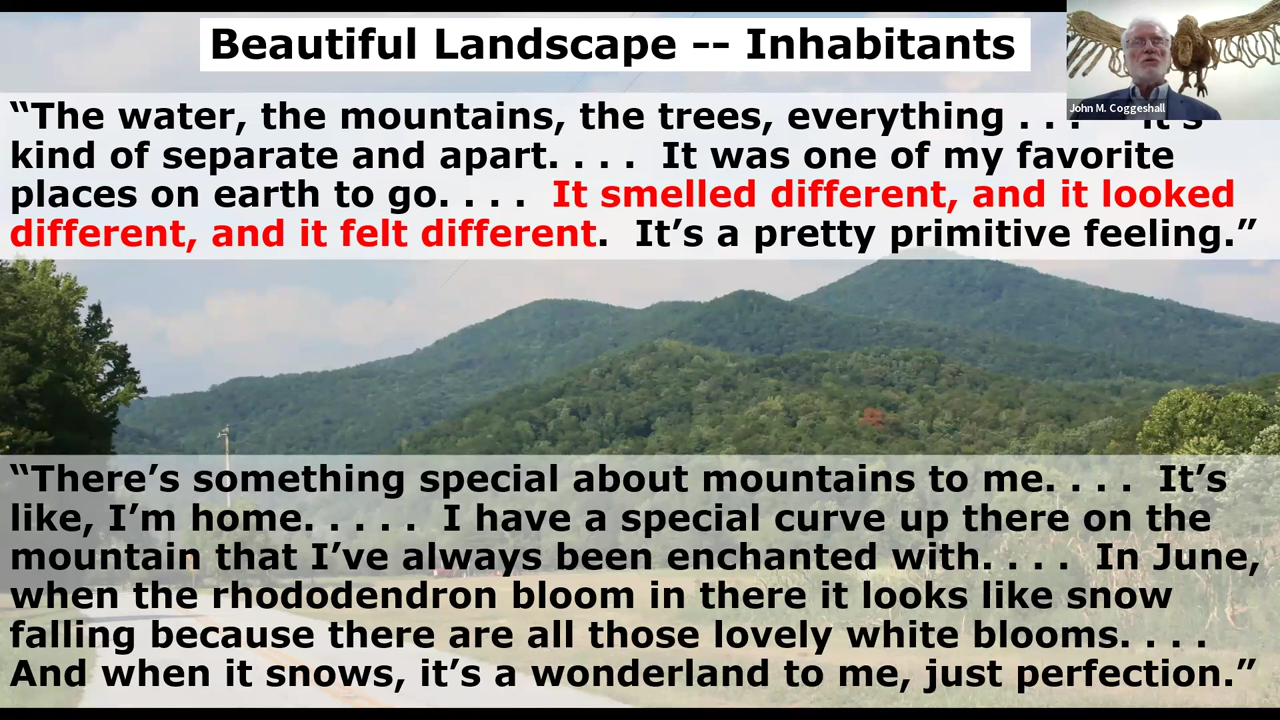 Beautiful Landscape -- Inhabitants
John M. Coggeshall
“The water, the mountains, the trees, everything . . . It’s
kind of separate and apart. . . . It was one of my favorite
places on earth to go. . . . It smelled different, and it looked
different, and it felt different. It’s a pretty primitive feeling.”
“There’s something special about mountains to me. . . . It’s
like, I’m home. . . . . I have a special curve up there on the
mountain that I’ve always been enchanted with. . . . In June,
when the rhododendron bloom in there it looks like snow
falling because there are all those lovely white blooms. . . .
And when it snows, it’s a wonderland to me, just perfection.”